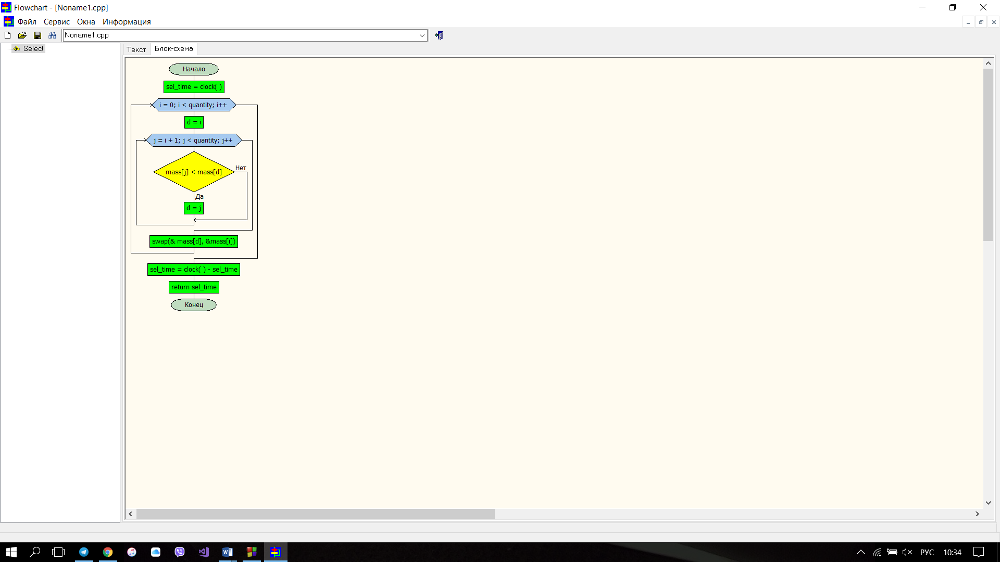 Flowchart - [Noname1.cpp]
Файл Сервис Окна Информация
Noname1.cpp
Select
Текст Блок-схема
Начало
sel_time = clock( )
i = 0; i < quantity; i++
d = i
j = i + 1; j < quantity; j++
mass[j] < mass[d]
Нет
Да
d = j
swap(& mass[d], &mass[i])
sel_time = clock( ) - sel_time
return sel_time
Конец
РУС 10:34